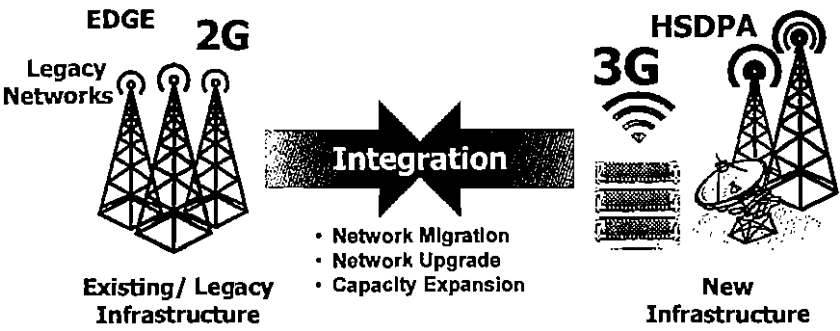 EDGE
2G
Legacy
Networks
Existing/ Legacy
Infrastructure
Integration
• Network Migration
• Network Upgrade
• Capacity Expansion
HSDPA
3G
New
Infrastructure